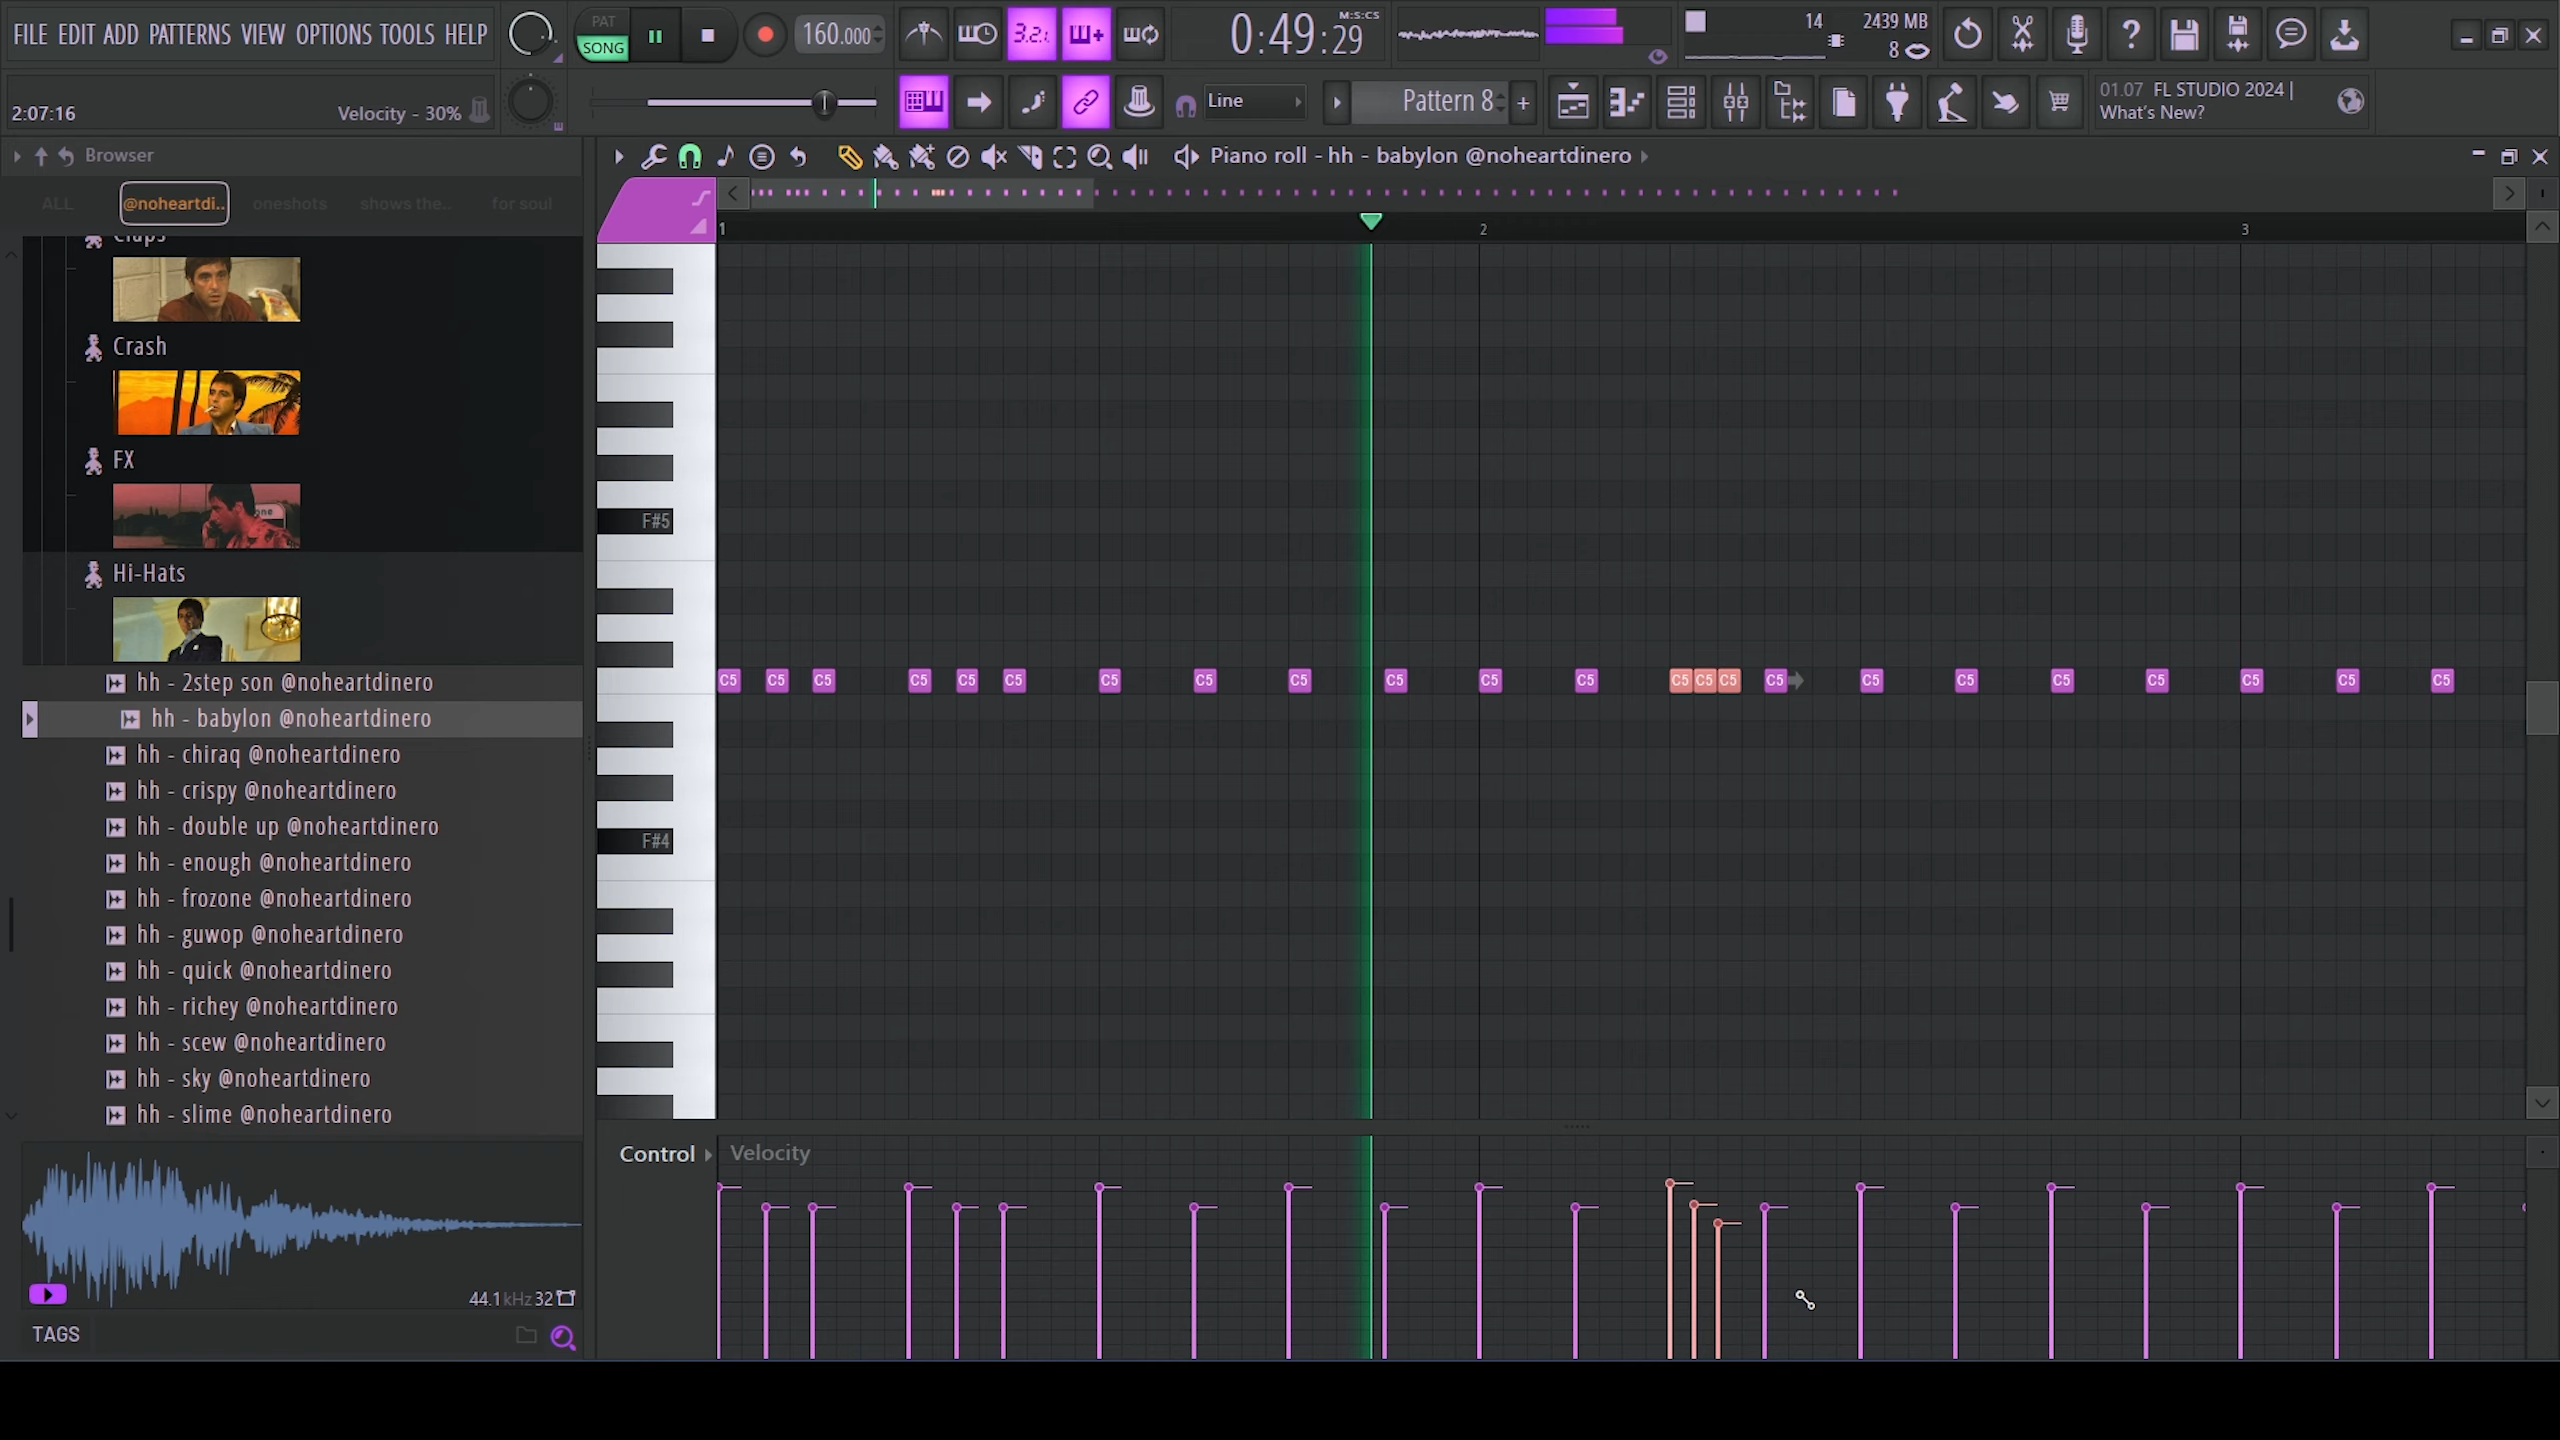 FILE EDIT ADD PATTERNS VIEW OPTIONS TOOLS HELP
PAT
SONG
160.000
3.2
0:49:29
M:S:CS
14
2439 MB
8
2:07:16
Velocity - 30%
Line
Pattern 8
+
01.07 FL STUDIO 2024 |
What's New?
Browser
Piano roll - hh - babylon @noheartdinero
ALL
@noheartdi..
oneshots
shows the..
for soul
1
2
3
Claps
Crash
FX
one
Hi-Hats
hh - 2step son @noheartdinero
hh - babylon @noheartdinero
hh - chiraq @noheartdinero
hh - crispy @noheartdinero
hh - double up @noheartdinero
hh - enough @noheartdinero
hh - frozone @noheartdinero
hh - guwop @noheartdinero
hh - quick @noheartdinero
hh - richey @noheartdinero
hh - scew @noheartdinero
hh - sky @noheartdinero
hh - slime @noheartdinero
F#5
C5 C5 C5 C5 C5 C5 C5 C5 C5 C5 C5 C5 C5 C5 C5 C5 C5 C5 C5 C5 C5 C5 C5
F#4
Control
Velocity
44.1kHz 32
TAGS